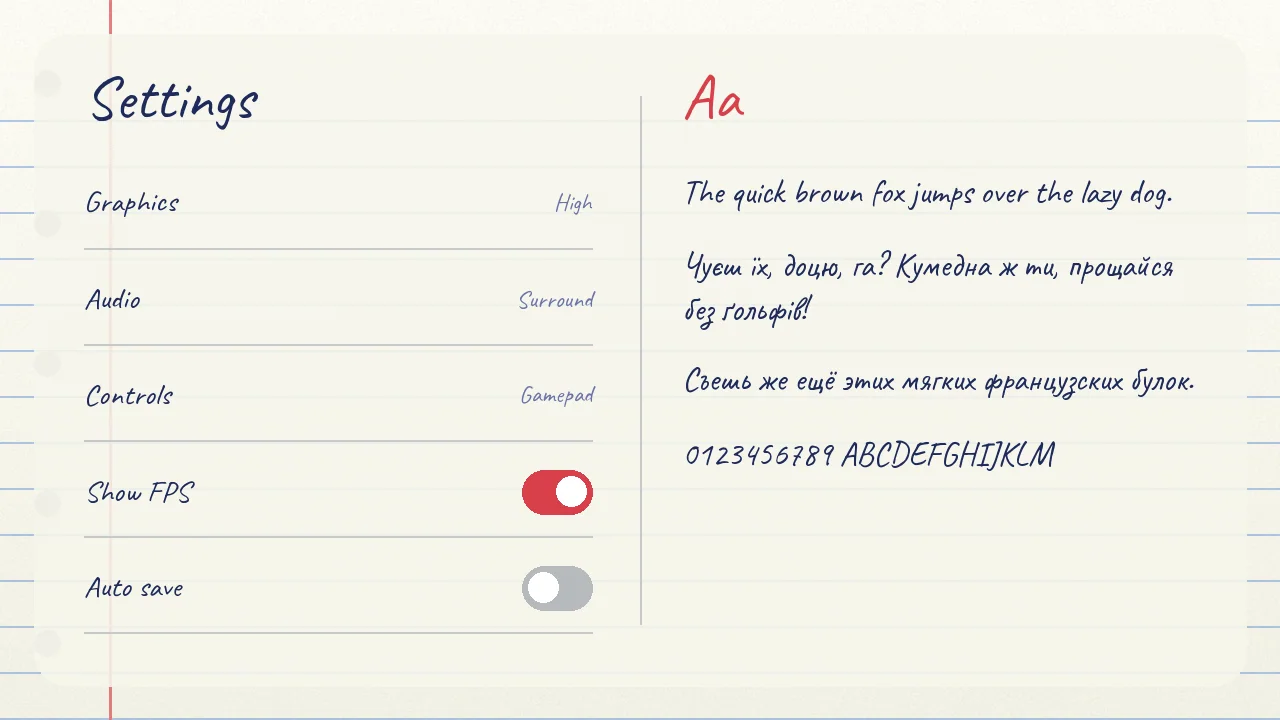 Settings
Graphics High
Audio Surround
Controls Gamepad
Show FPS
Auto save
Aa
The quick brown fox jumps over the lazy dog.
Чуєш їх, доцю, га? Кумедна ж ти, прощайся
без ґольфів!
Съешь же ещё этих мягких французских булок.
0123456789 ABCDEFGHIJKLM